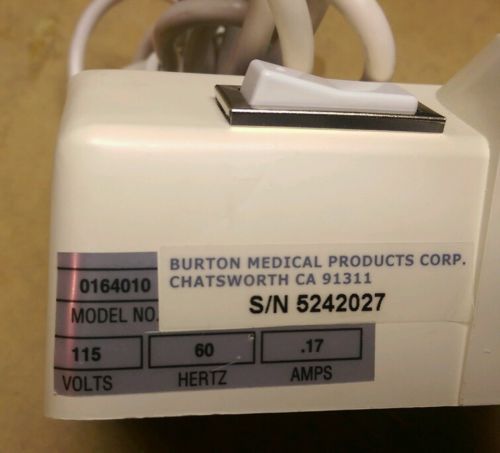 BURTON MEDICAL PRODUCTS CORP.
CHATSWORTH CA 91311
S/N 5242027
0164010
MODEL NO.
115 60 .17
VOLTS HERTZ AMPS